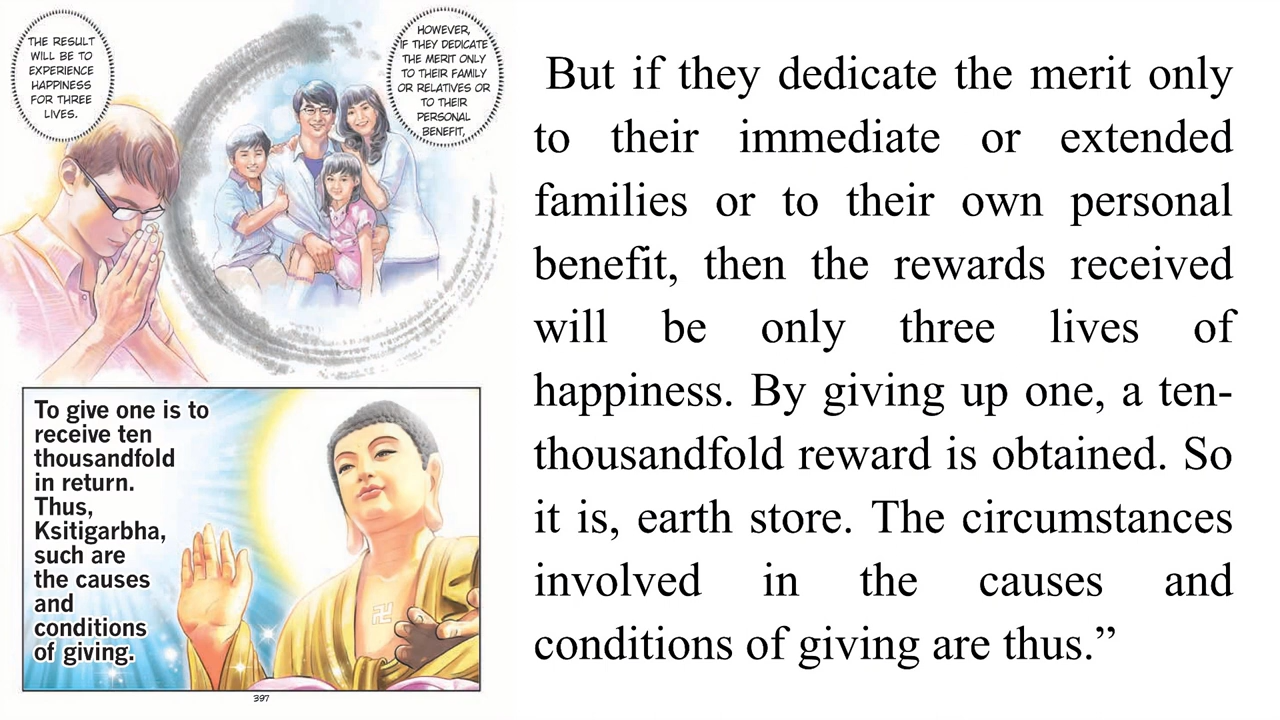 THE RESULT
WILL BE TO
EXPERIENCE
HAPPINESS
FOR THREE
LIVES.
HOWEVER,
IF THEY DEDICATE
THE MERIT ONLY
TO THEIR FAMILY
OR RELATIVES OR
TO THEIR
PERSONAL
BENEFIT,
To give one is to
receive ten
thousandfold
in return.
Thus,
Ksitigarbha,
such are
the causes
and
conditions
of giving.
卍
397
But if they dedicate the merit only
to their immediate or extended
families or to their own personal
benefit, then the rewards received
will be only three lives of
happiness. By giving up one, a ten-
thousandfold reward is obtained. So
it is, earth store. The circumstances
involved in the causes and
conditions of giving are thus.”